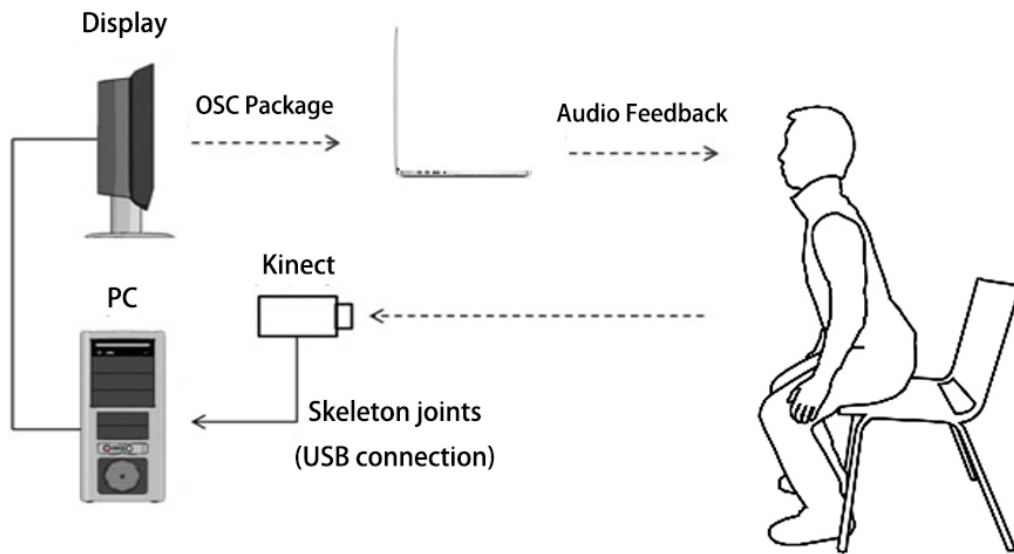 Display
OSC Package
Audio Feedback
Kinect
PC
Skeleton joints
(USB connection)